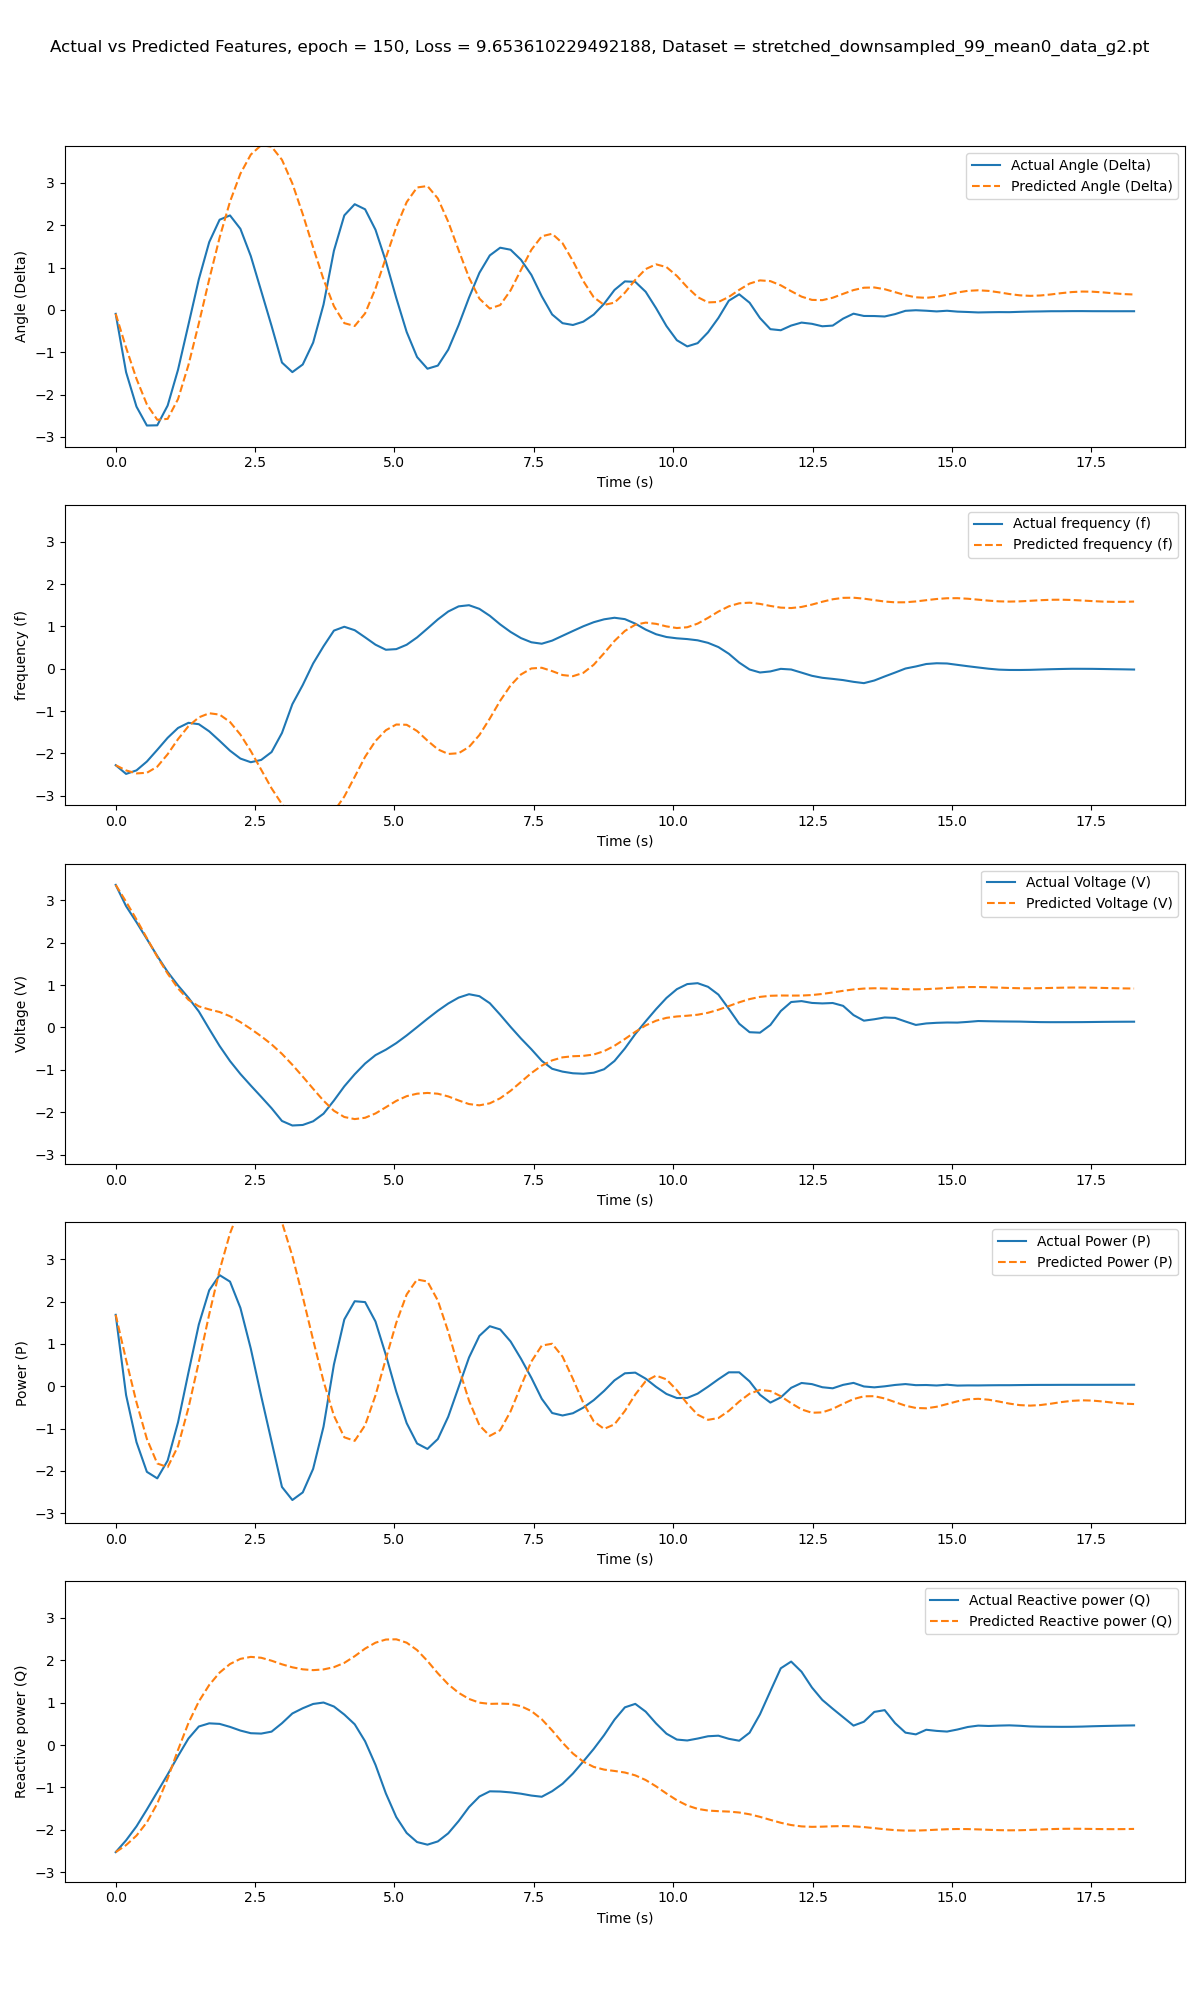 Actual vs Predicted Features, epoch = 150, Loss = 9.653610229492188, Dataset = stretched_downsampled_99_mean0_data_g2.pt
Actual Angle (Delta)
Predicted Angle (Delta)
Angle (Delta)
3
2
1
0
−1
−2
−3
0.0 2.5 5.0 7.5 10.0 12.5 15.0 17.5
Time (s)
Actual frequency (f)
Predicted frequency (f)
frequency (f)
3
2
1
0
−1
−2
−3
0.0 2.5 5.0 7.5 10.0 12.5 15.0 17.5
Time (s)
Actual Voltage (V)
Predicted Voltage (V)
Voltage (V)
3
2
1
0
−1
−2
−3
0.0 2.5 5.0 7.5 10.0 12.5 15.0 17.5
Time (s)
Actual Power (P)
Predicted Power (P)
Power (P)
3
2
1
0
−1
−2
−3
0.0 2.5 5.0 7.5 10.0 12.5 15.0 17.5
Time (s)
Actual Reactive power (Q)
Predicted Reactive power (Q)
Reactive power (Q)
3
2
1
0
−1
−2
−3
0.0 2.5 5.0 7.5 10.0 12.5 15.0 17.5
Time (s)